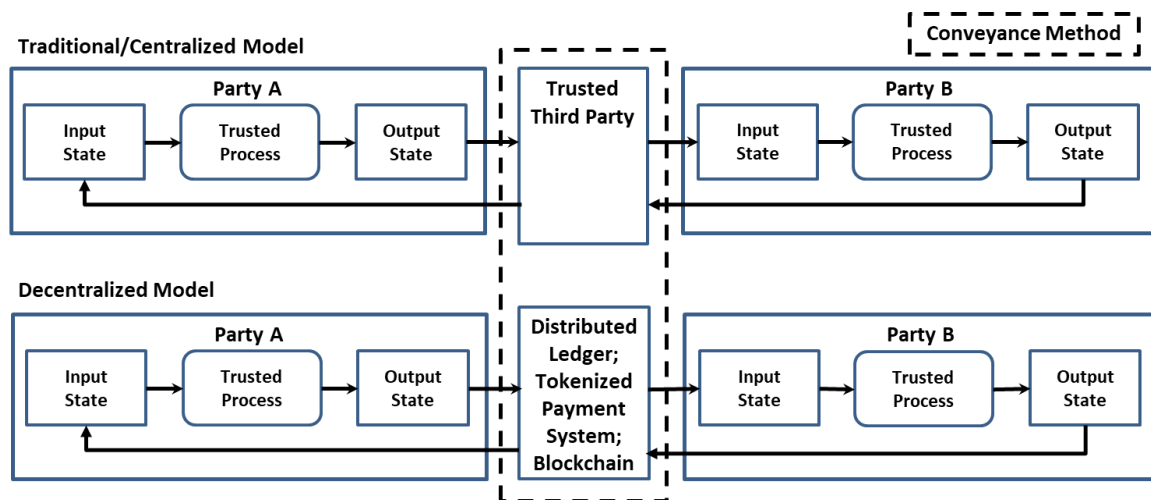 Traditional/Centralized Model
Conveyance Method
Party A
Input
State
Trusted
Process
Output
State
Trusted
Third Party
Party B
Input
State
Trusted
Process
Output
State
Decentralized Model
Party A
Input
State
Trusted
Process
Output
State
Distributed
Ledger;
Tokenized
Payment
System;
Blockchain
Party B
Input
State
Trusted
Process
Output
State